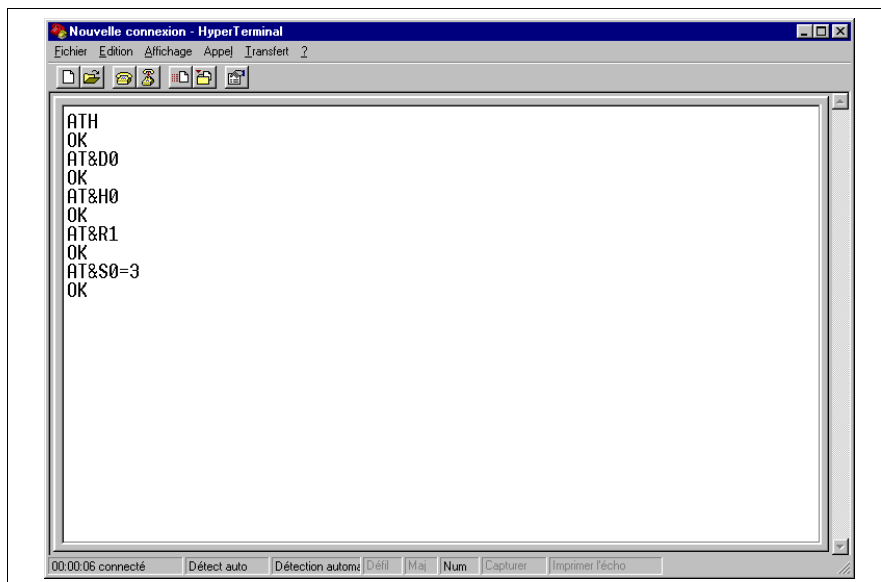 Nouvelle connexion - HyperTerminal
Fichier Edition Affichage Appel Transfert ?
ATH
OK
AT&D0
OK
AT&H0
OK
AT&R1
OK
AT&S0=3
OK
00:00:06 connecté Détect auto Détection automa Défil Maj Num Capturer Imprimer l'écho